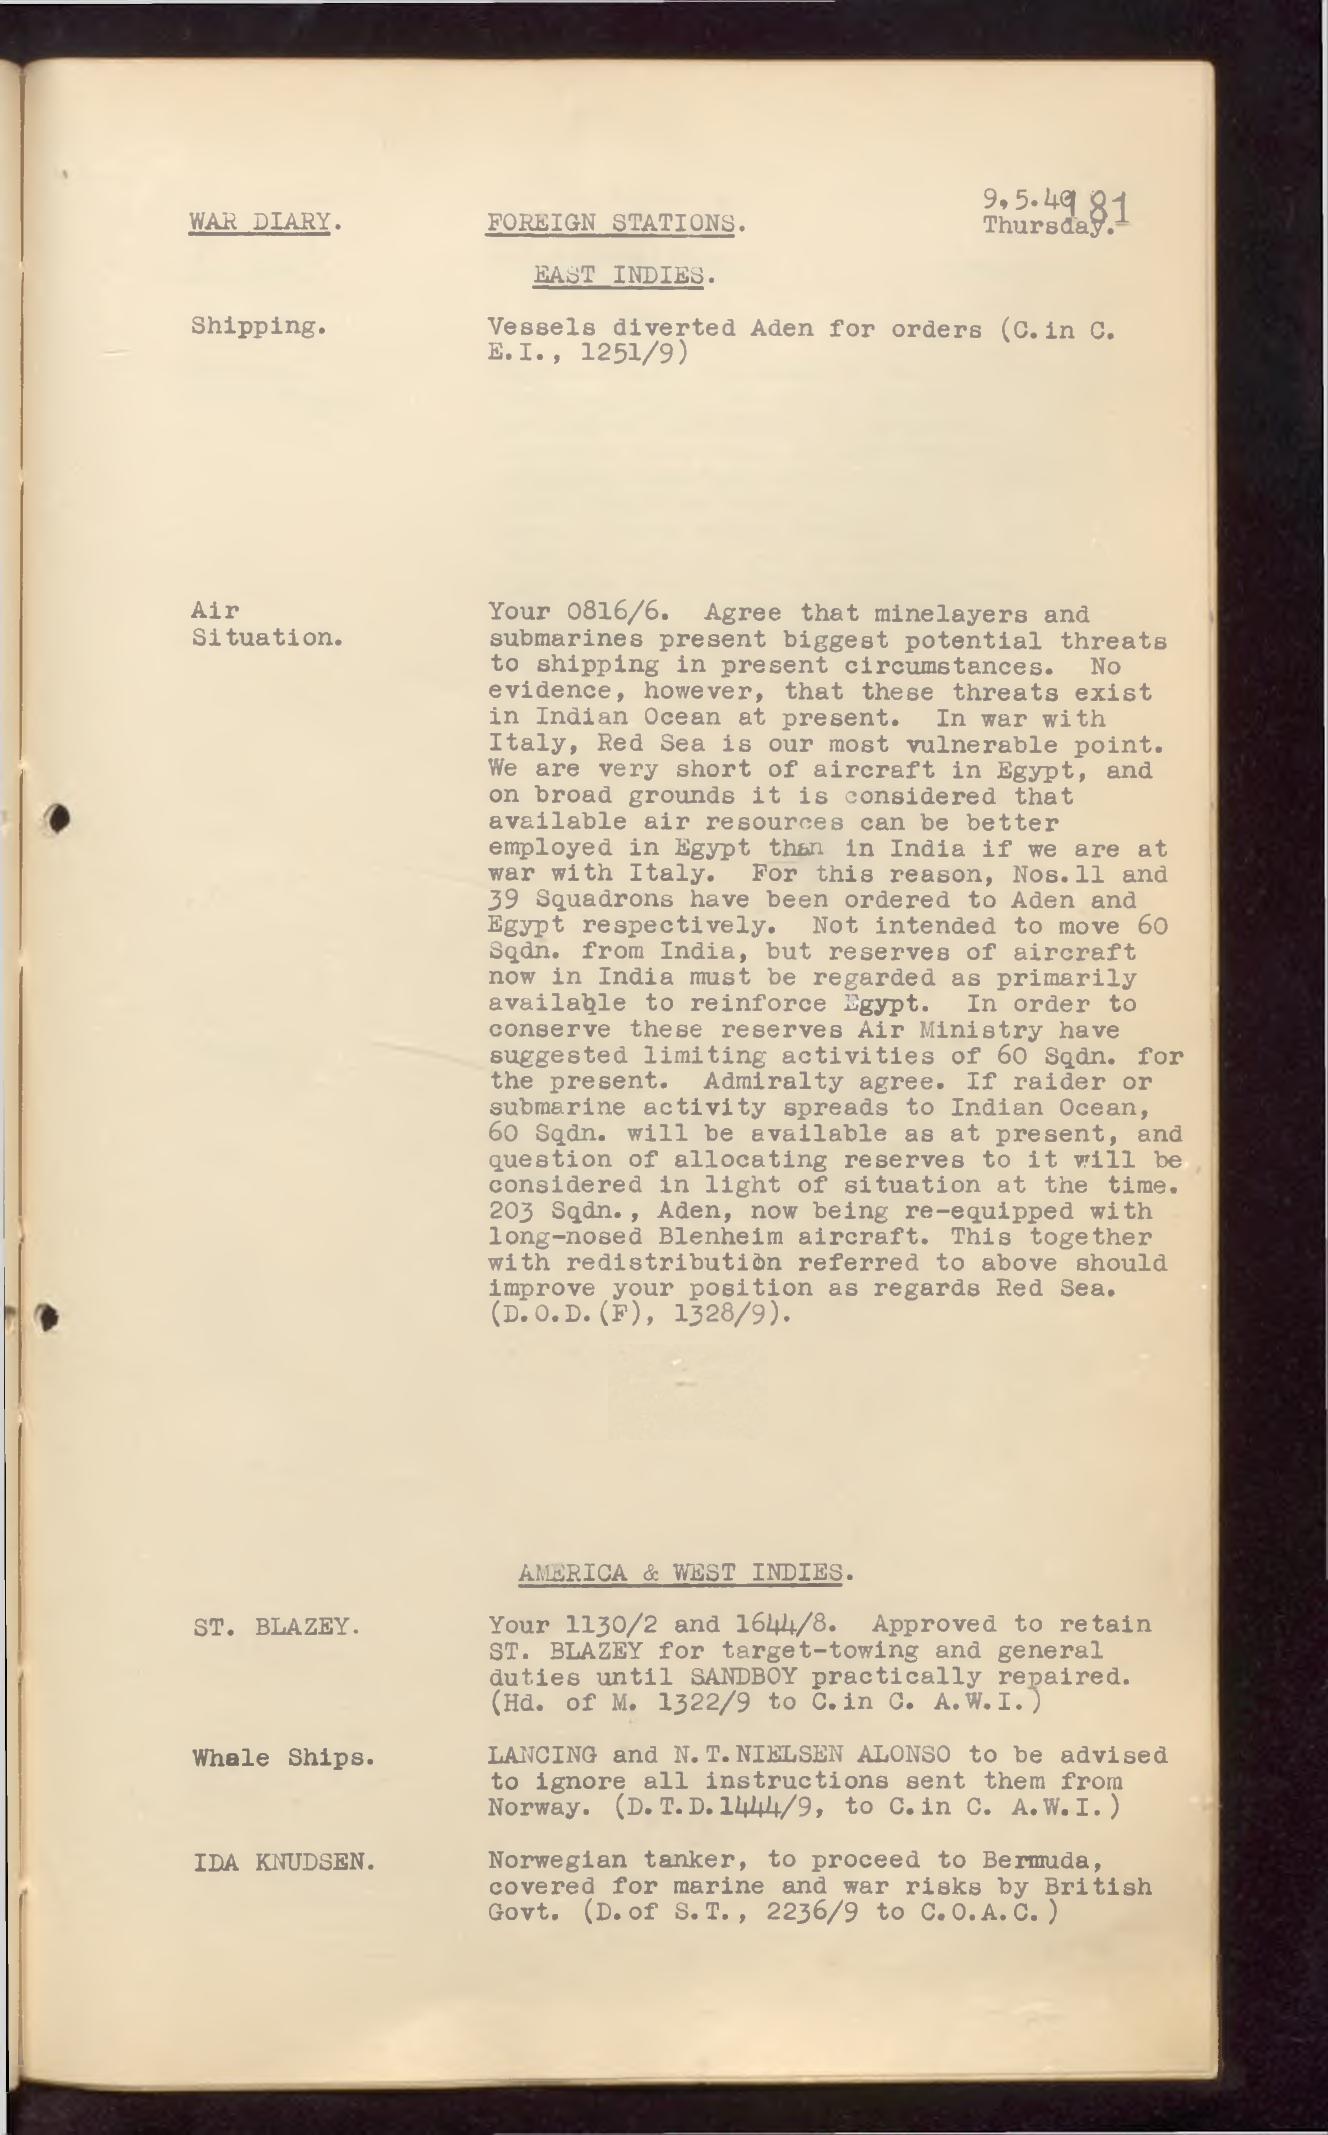 9.5.40
181
WAR DIARY. FOREIGN STATIONS. Thursday.
EAST INDIES.
Shipping. Vessels diverted Aden for orders (C.in C.
E.I., 1251/9)
Air Your 0816/6. Agree that minelayers and
Situation. submarines present biggest potential threats
to shipping in present circumstances. No
evidence, however, that these threats exist
in Indian Ocean at present. In war with
Italy, Red Sea is our most vulnerable point.
We are very short of aircraft in Egypt, and
on broad grounds it is considered that
available air resources can be better
employed in Egypt than in India if we are at
war with Italy. For this reason, Nos.11 and
39 Squadrons have been ordered to Aden and
Egypt respectively. Not intended to move 60
Sqdn. from India, but reserves of aircraft
now in India must be regarded as primarily
available to reinforce Egypt. In order to
conserve these reserves Air Ministry have
suggested limiting activities of 60 Sqdn. for
the present. Admiralty agree. If raider or
submarine activity spreads to Indian Ocean,
60 Sqdn. will be available as at present, and
question of allocating reserves to it will be
considered in light of situation at the time.
203 Sqdn., Aden, now being re-equipped with
long-nosed Blenheim aircraft. This together
with redistribution referred to above should
improve your position as regards Red Sea.
(D.O.D.(F), 1328/9).
AMERICA & WEST INDIES.
ST. BLAZEY. Your 1130/2 and 1644/8. Approved to retain
ST. BLAZEY for target-towing and general
duties until SANDBOY practically repaired.
(Hd. of M. 1322/9 to C.in C. A.W.I.)
Whale Ships. LANCING and N.T.NIELSEN ALONSO to be advised
to ignore all instructions sent them from
Norway. (D.T.D.1444/9, to C.in C. A.W.I.)
IDA KNUDSEN. Norwegian tanker, to proceed to Bermuda,
covered for marine and war risks by British
Govt. (D.of S.T., 2236/9 to C.O.A.C.)